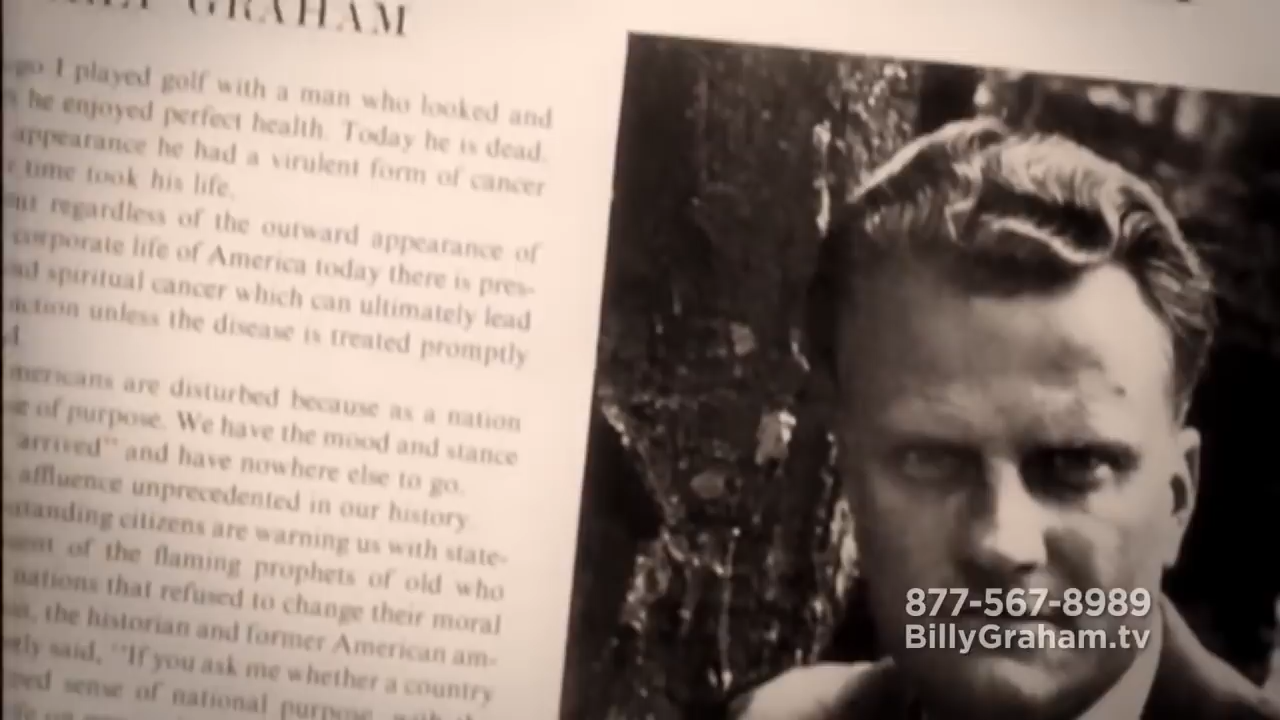 GRAHAM
go I played golf with a man who looked and
he enjoyed perfect health. Today he is dead.
appearance he had a virulent form of cancer
time took his life.
regardless of the outward appearance of
corporate life of America today there is pres-
spiritual cancer which can ultimately lead
unless the disease is treated promptly
are disturbed because as a nation
of purpose. We have the mood and stance
arrived" and have nowhere else to go.
affluence unprecedented in our history.
citizens are warning us with state-
of the flaming prophets of old who
nations that refused to change their moral
the historian and former American am-
said, "If you ask me whether a country
sense of national purpose, with
877-567-8989
BillyGraham.tv